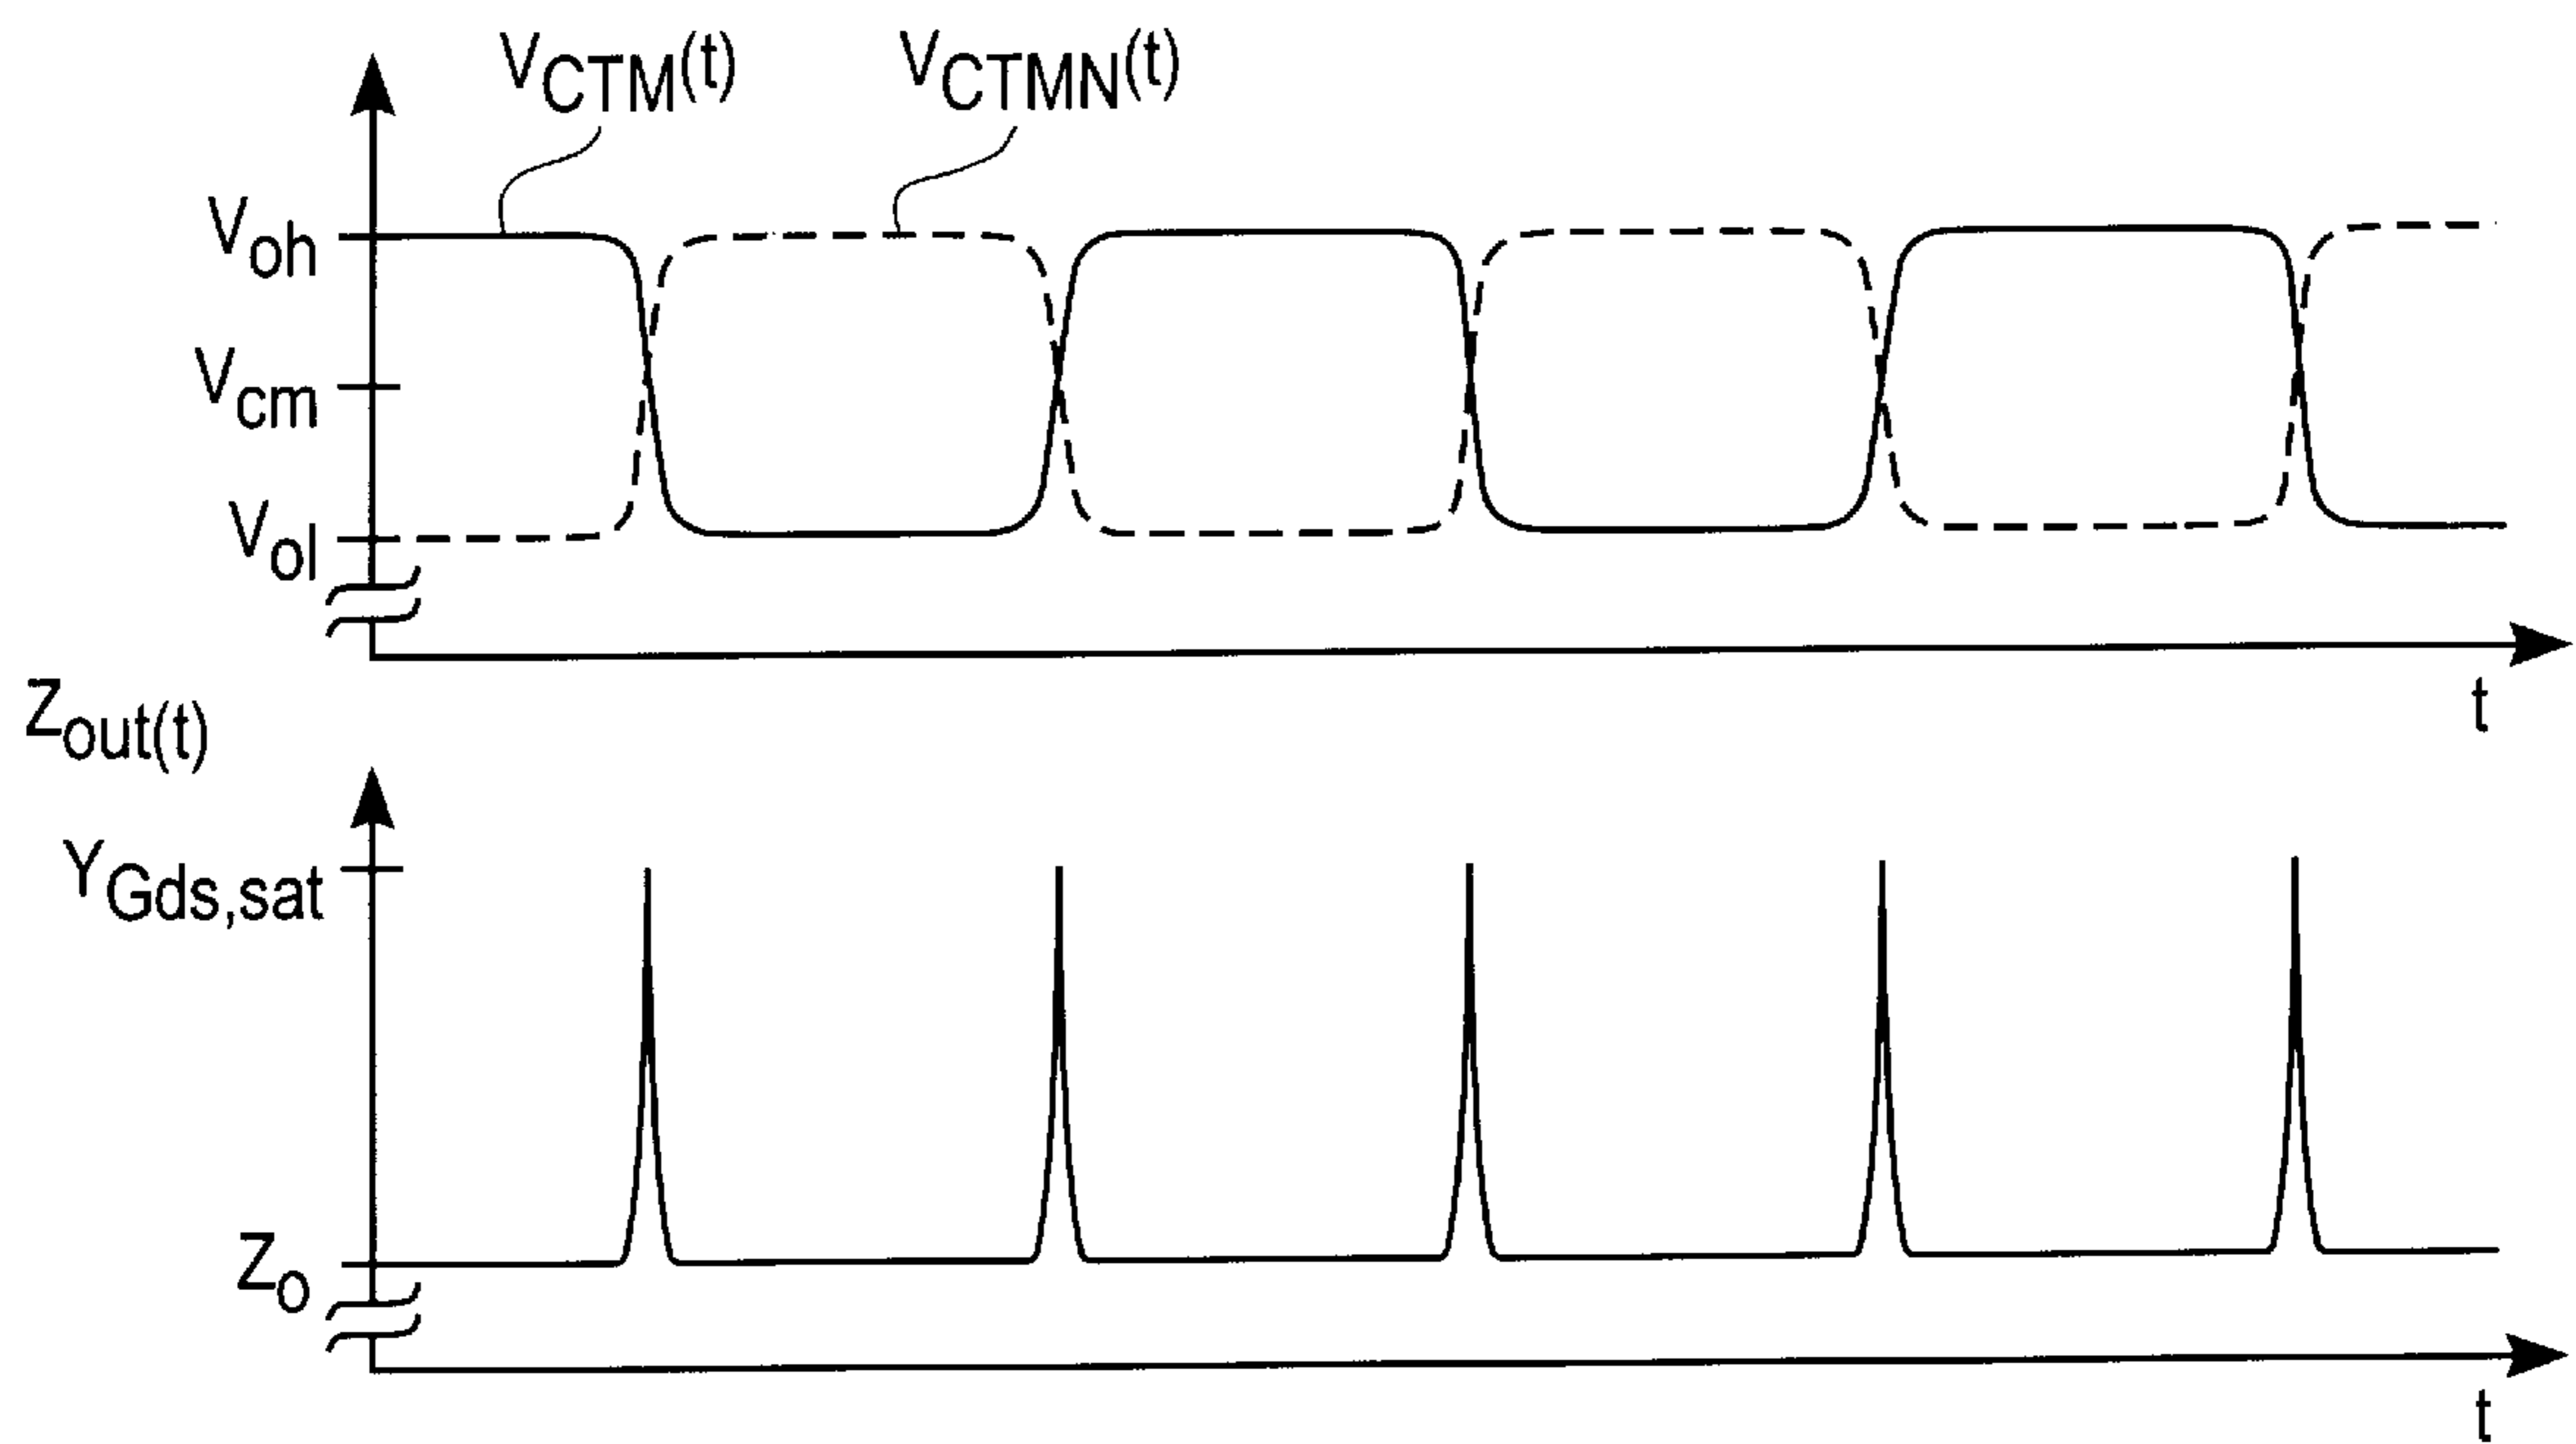 VCTM(t) VCTMN(t)
Voh
Vcm
Vol
t
Zout(t)
YGds,sat
Zo
t